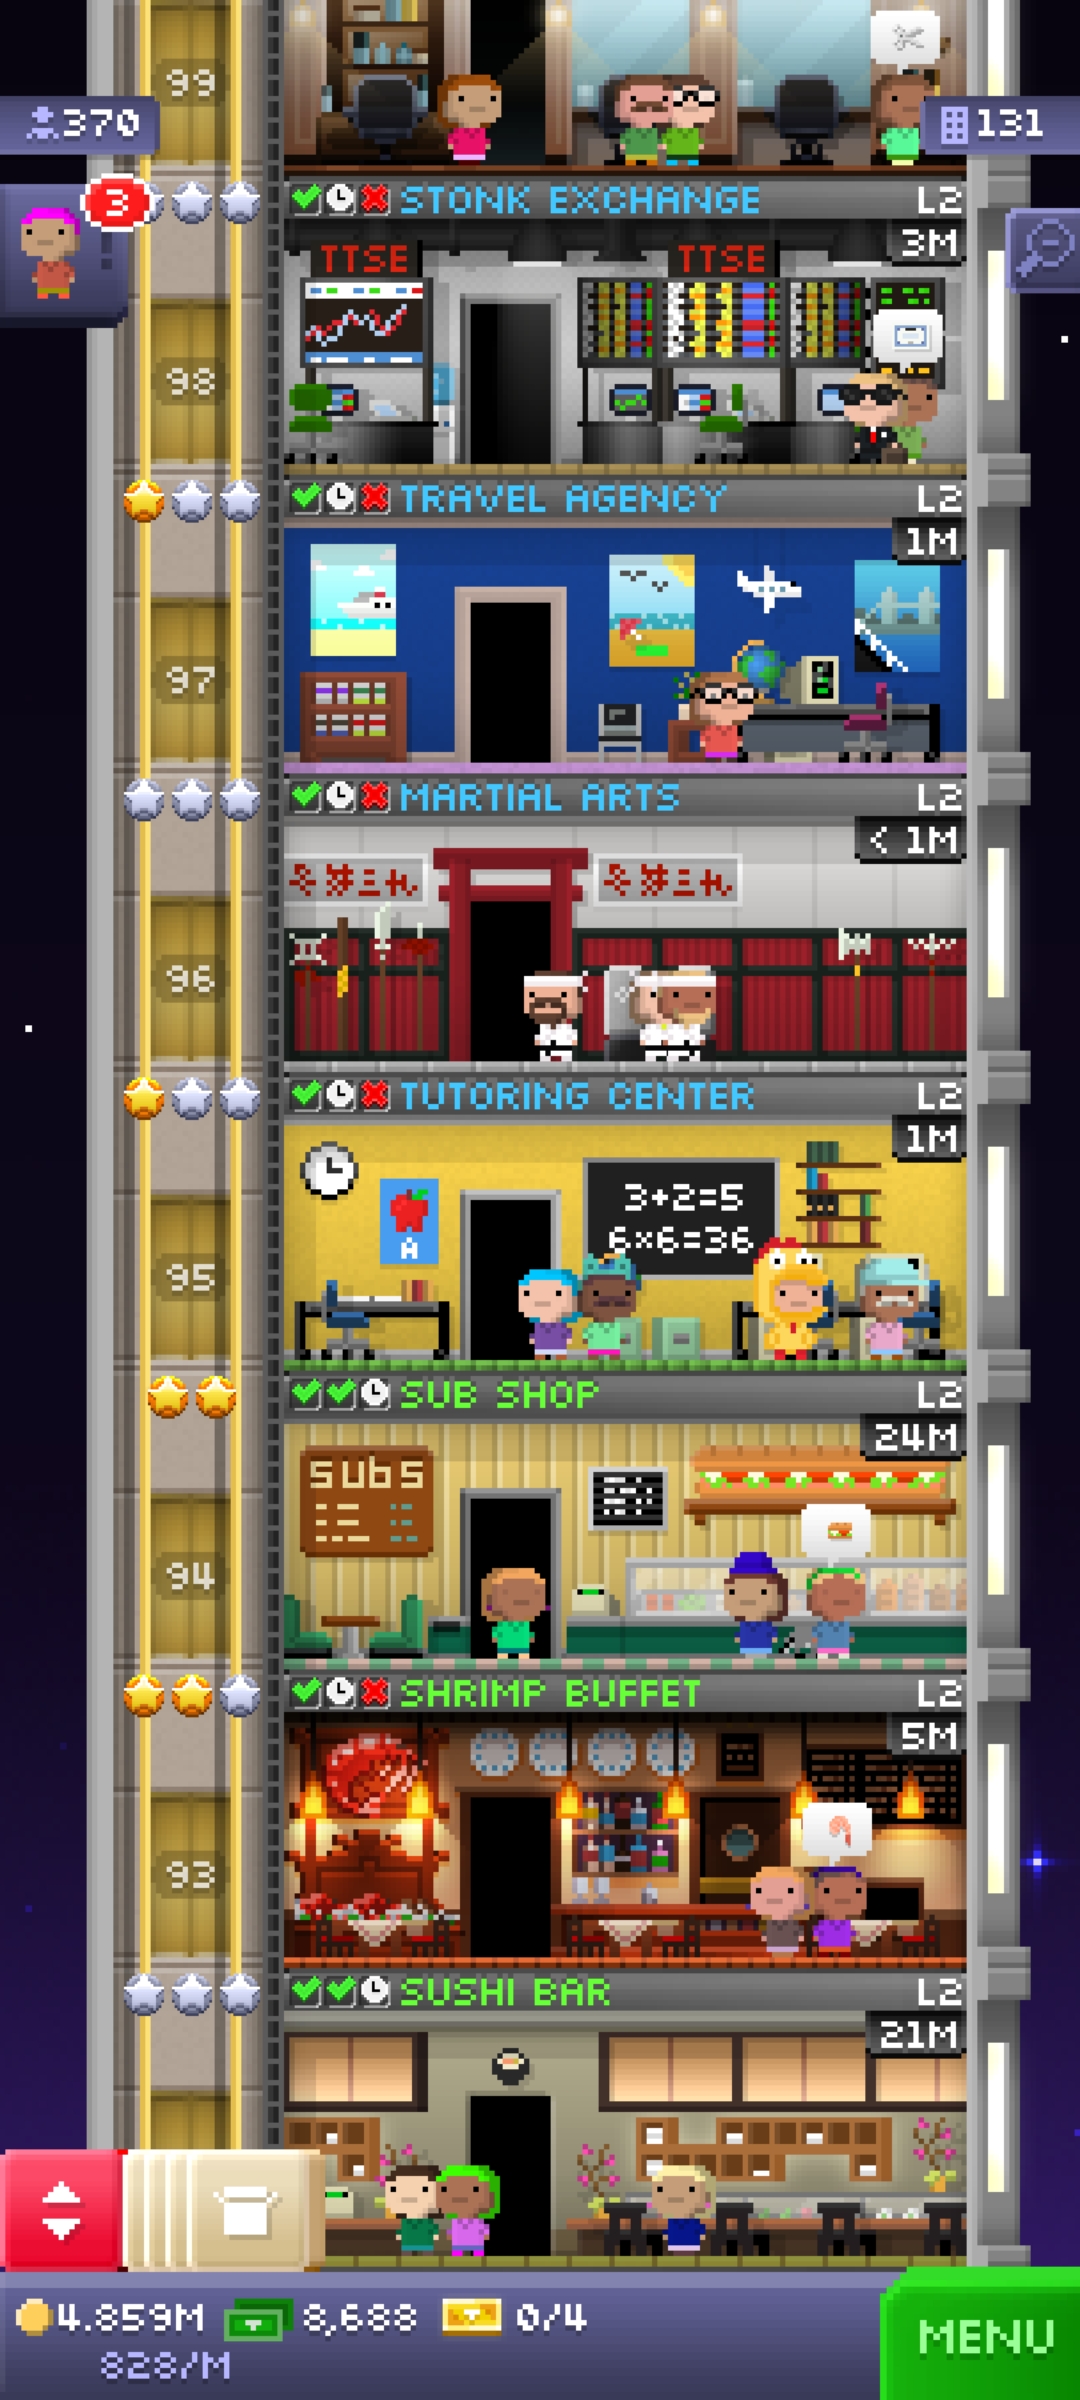 99
370
131
3
STONK EXCHANGE L2
3M
TTSE TTSE
98
TRAVEL AGENCY L2
1M
97
MARTIAL ARTS L2
< 1M
96
TUTORING CENTER L2
1M
3+2=5
6×6=36
A
95
SUB SHOP L2
24M
SUBS
94
SHRIMP BUFFET L2
5M
93
SUSHI BAR L2
21M
4.859M 8,688 0/4
828/M
MENU